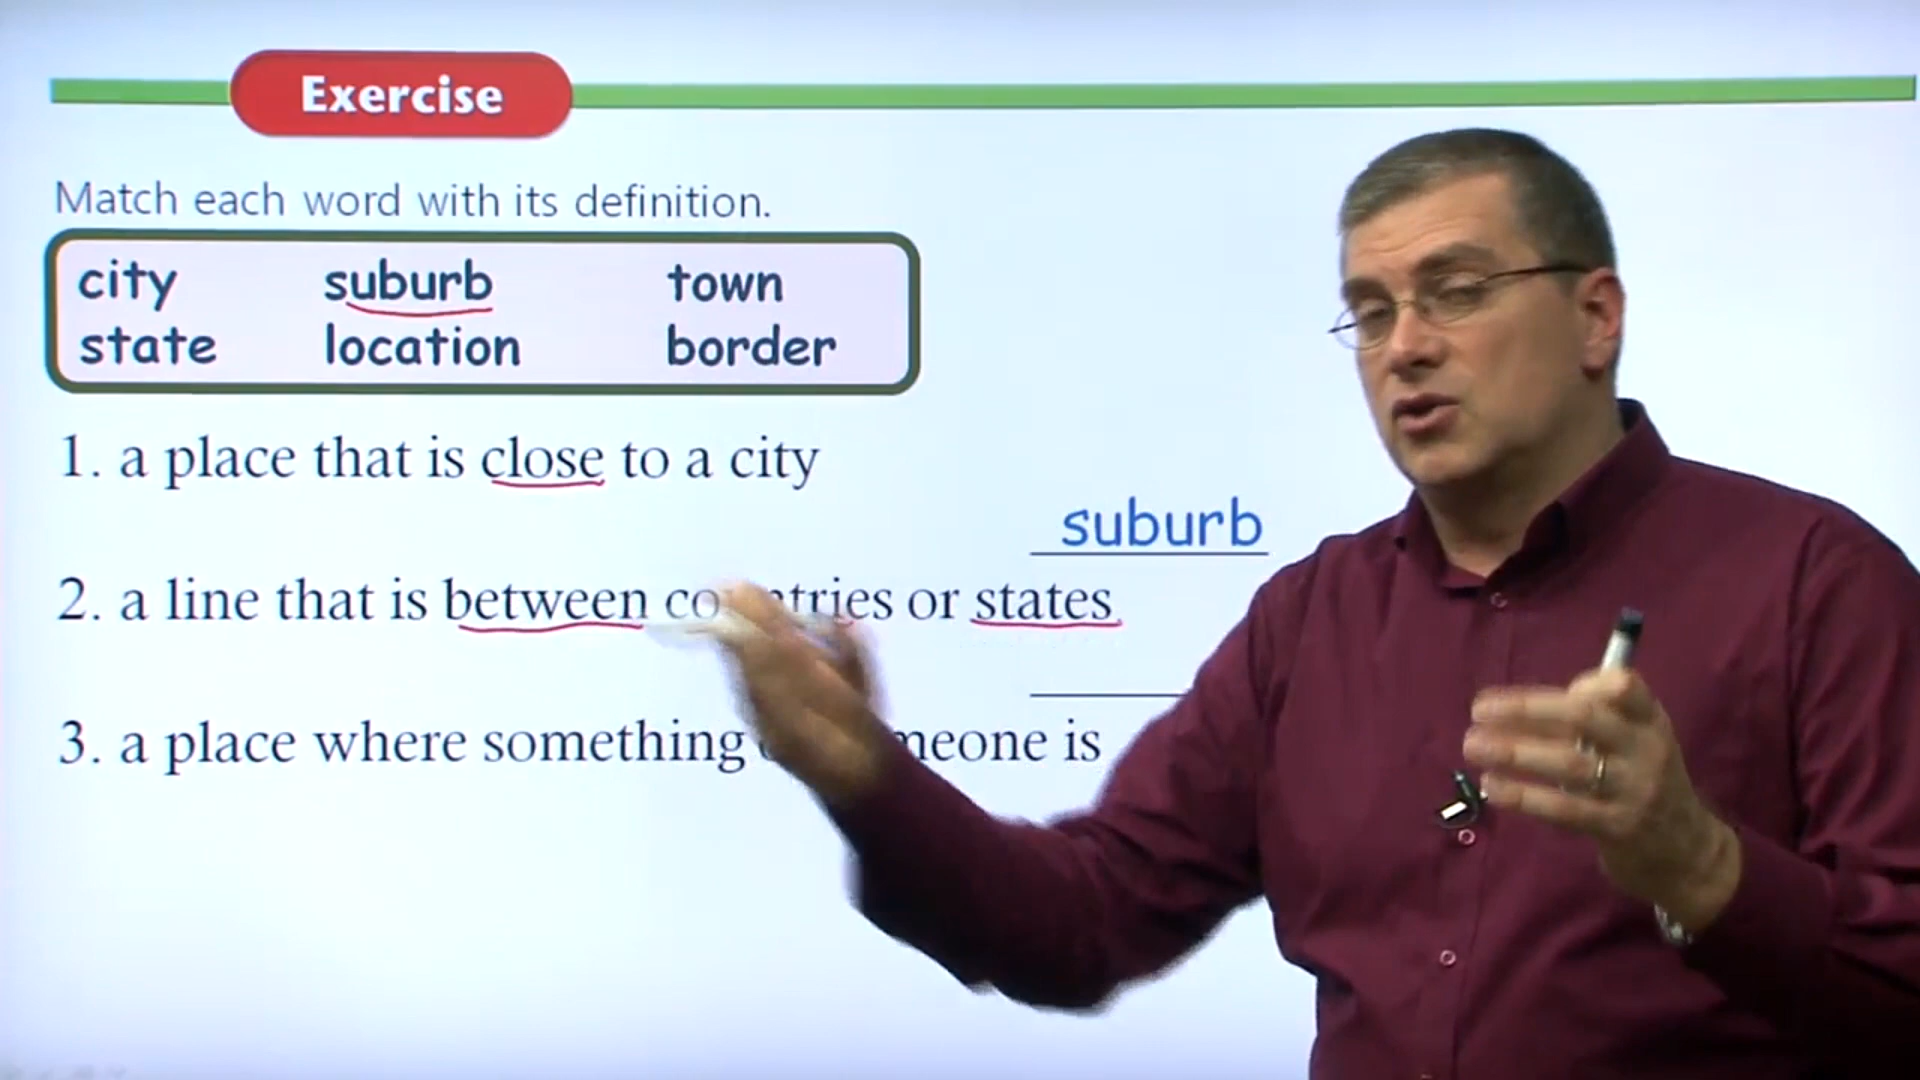 Exercise
Match each word with its definition.
city suburb town
state location border
1. a place that is close to a city
suburb
2. a line that is between or states
3. a place where something is